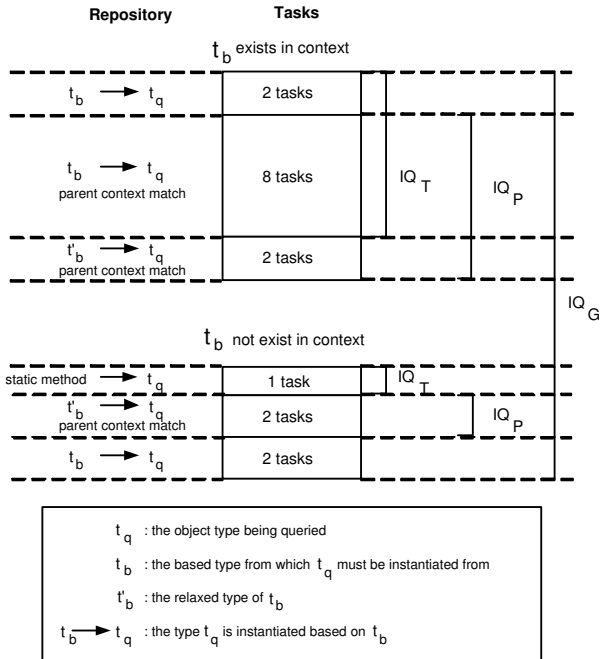 Repository Tasks
t_b exists in context
t_b → t_q 2 tasks
t_b → t_q
parent context match 8 tasks IQ_T IQ_P
t'_b → t_q
parent context match 2 tasks
IQ_G
t_b not exist in context
static method → t_q 1 task IQ_T
t'_b → t_q
parent context match 2 tasks IQ_P
t_b → t_q 2 tasks
t_q : the object type being queried
t_b : the based type from which t_q must be instantiated from
t'_b : the relaxed type of t_b
t_b → t_q : the type t_q is instantiated based on t_b